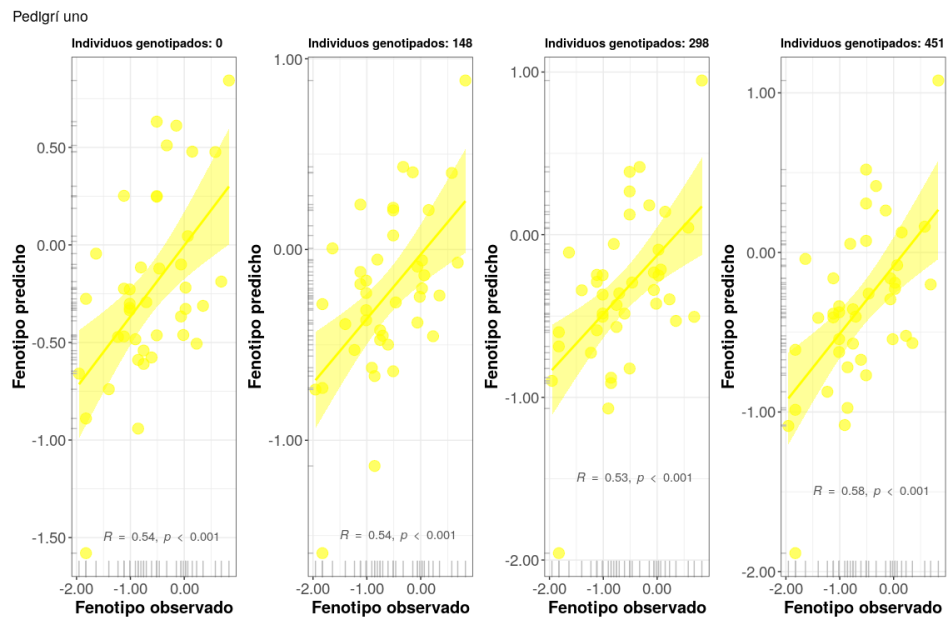 Pedigrí uno
Individuos genotipados: 0
Individuos genotipados: 148
Individuos genotipados: 298
Individuos genotipados: 451
Fenotipo predicho
0.50
0.00
-0.50
-1.00
-1.50
R = 0.54, p < 0.001
-2.00 -1.00 0.00
Fenotipo observado
Fenotipo predicho
1.00
0.00
-1.00
R = 0.54, p < 0.001
-2.00 -1.00 0.00
Fenotipo observado
Fenotipo predicho
1.00
0.00
-1.00
-2.00
R = 0.53, p < 0.001
-2.00 -1.00 0.00
Fenotipo observado
Fenotipo predicho
1.00
0.00
-1.00
-2.00
R = 0.58, p < 0.001
-2.00 -1.00 0.00
Fenotipo observado